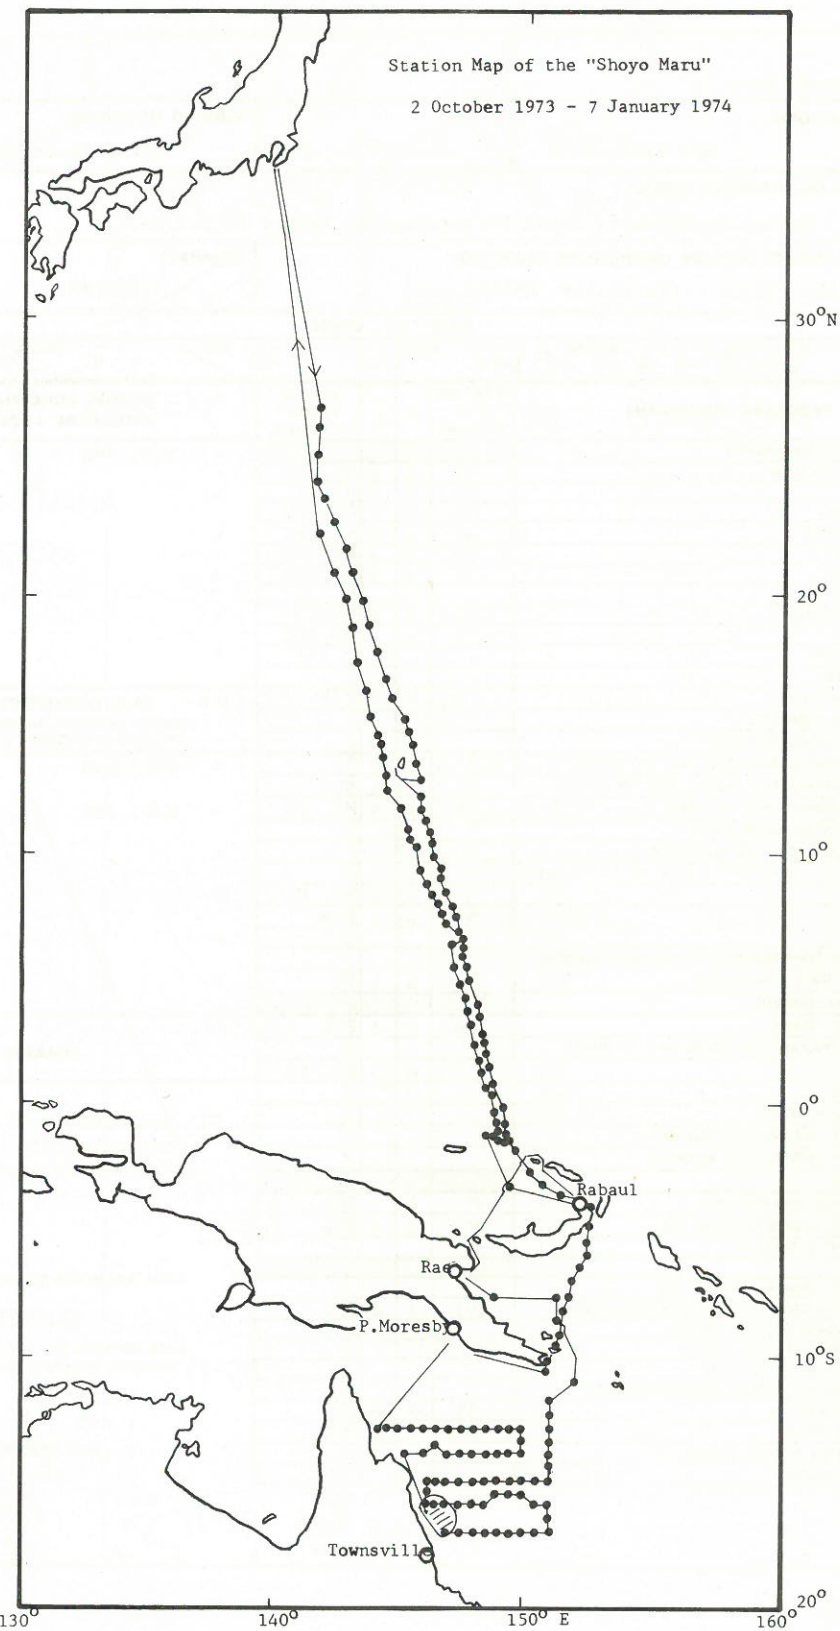 Station Map of the "Shoyo Maru"
2 October 1973 - 7 January 1974
30°N
20°
10°
0°
Rabaul
Rae
P.Moresby
10°S
Townsville
20°
130° 140° 150° E 160°